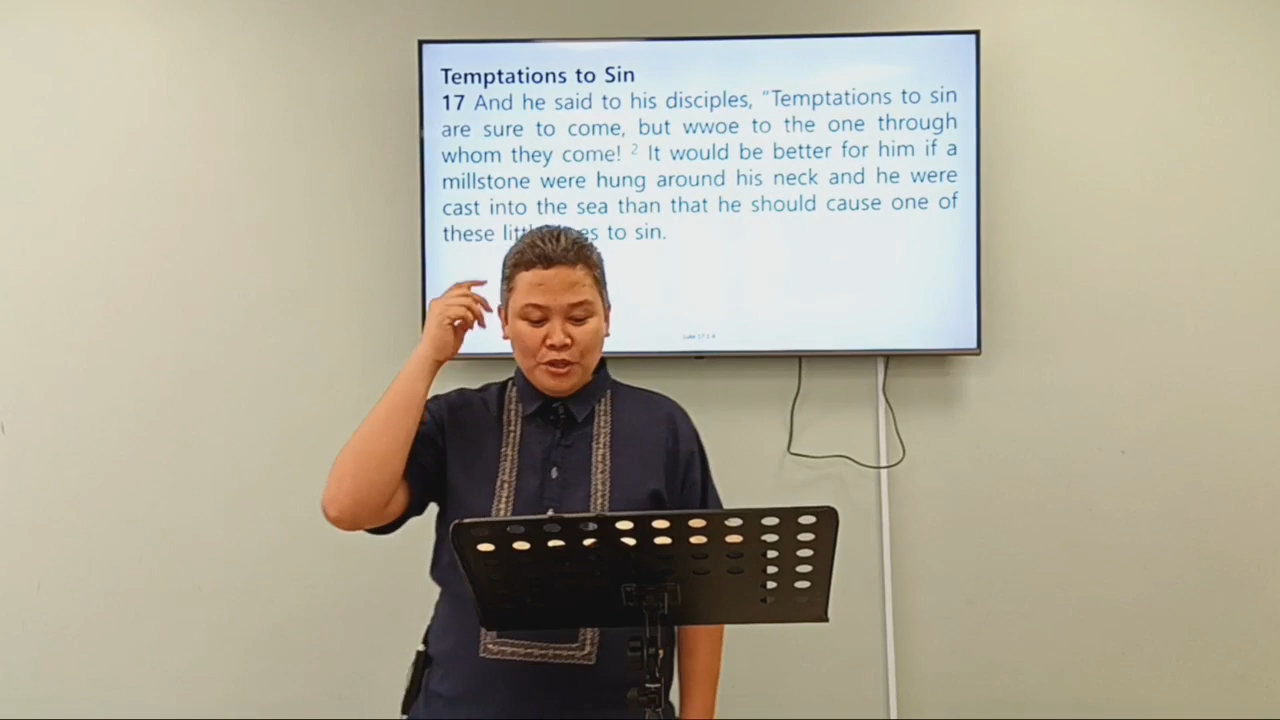 Temptations to Sin
17 And he said to his disciples, “Temptations to sin
are sure to come, but wwoe to the one through
whom they come! 2 It would be better for him if a
millstone were hung around his neck and he were
cast into the sea than that he should cause one of
these to sin.